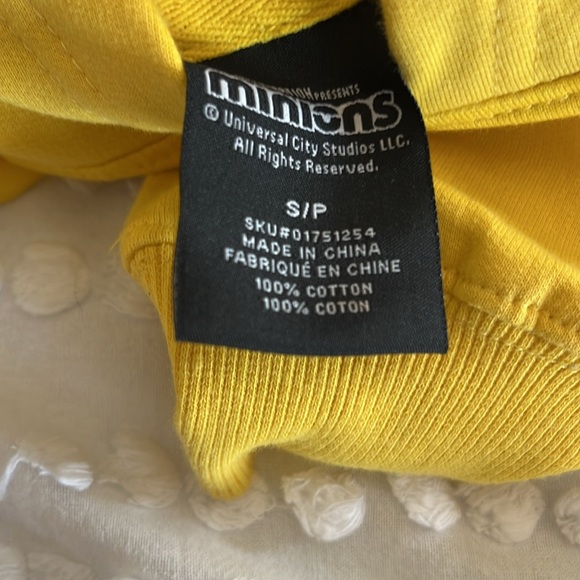 PRESENTS
minions
© Universal City Studios LLC.
All Rights Reserved.
S/P
SKU#01751254
MADE IN CHINA
FABRIQUÉ EN CHINE
100% COTTON
100% COTON